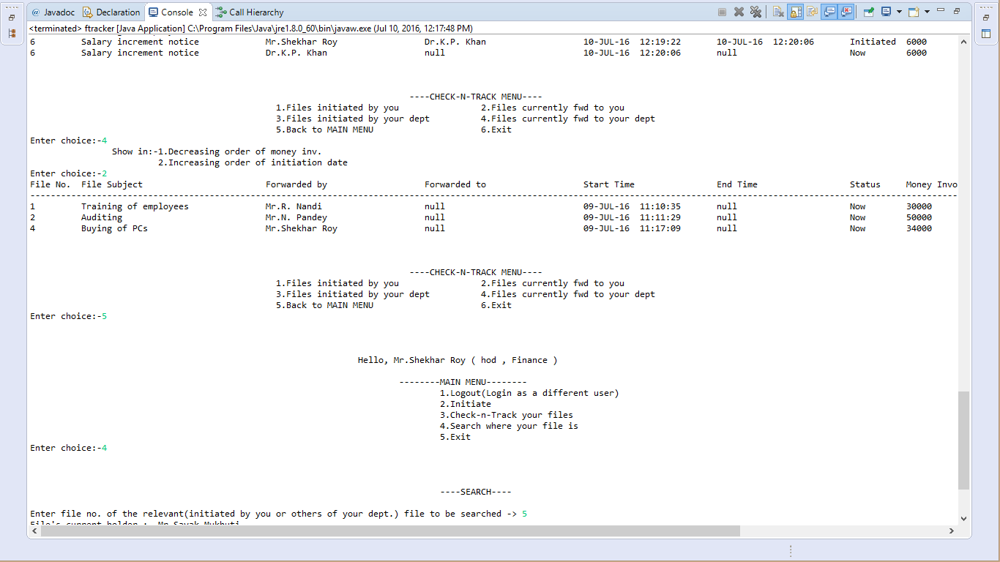 @ Javadoc Declaration Console Call Hierarchy
<terminated> ftracker [Java Application] C:\Program Files\Java\jre1.8.0_60\bin\javaw.exe (Jul 10, 2016, 12:17:48 PM)
6 Salary increment notice Mr.Shekhar Roy Dr.K.P. Khan 10-JUL-16 12:19:22 10-JUL-16 12:20:06 Initiated 6000
6 Salary increment notice Dr.K.P. Khan null 10-JUL-16 12:20:06 null Now 6000
----CHECK-N-TRACK MENU----
1.Files initiated by you 2.Files currently fwd to you
3.Files initiated by your dept 4.Files currently fwd to your dept
5.Back to MAIN MENU 6.Exit
Enter choice:-4
Show in:-1.Decreasing order of money inv.
2.Increasing order of initiation date
Enter choice:-2
File No. File Subject Forwarded by Forwarded to Start Time End Time Status Money Invo
1 Training of employees Mr.R. Nandi null 09-JUL-16 11:10:35 null Now 30000
2 Auditing Mr.N. Pandey null 09-JUL-16 11:11:29 null Now 50000
4 Buying of PCs Mr.Shekhar Roy null 09-JUL-16 11:17:09 null Now 34000
----CHECK-N-TRACK MENU----
1.Files initiated by you 2.Files currently fwd to you
3.Files initiated by your dept 4.Files currently fwd to your dept
5.Back to MAIN MENU 6.Exit
Enter choice:-5
Hello, Mr.Shekhar Roy ( hod , Finance )
--------MAIN MENU--------
1.Logout(Login as a different user)
2.Initiate
3.Check-n-Track your files
4.Search where your file is
5.Exit
Enter choice:-4
----SEARCH----
Enter file no. of the relevant(initiated by you or others of your dept.) file to be searched -> 5
File's current holder :